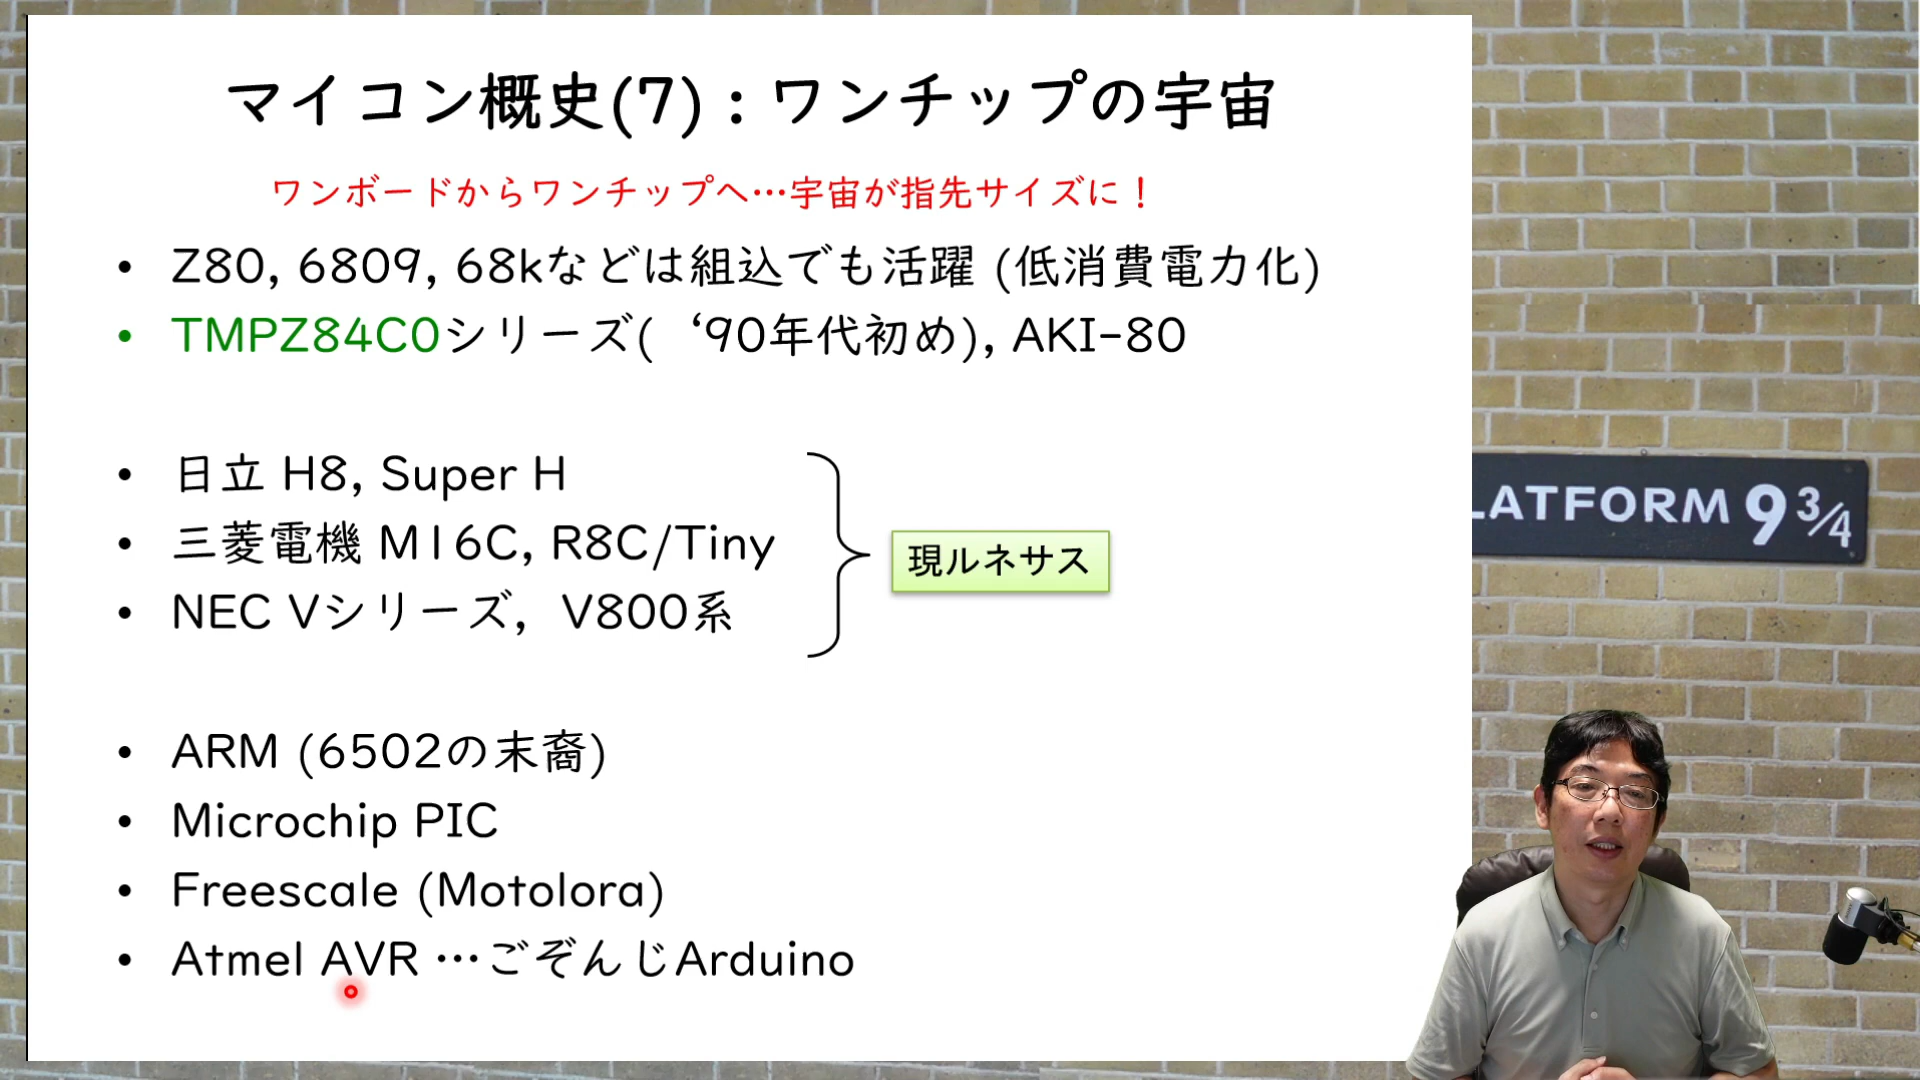 マイコン概史(7)：ワンチップの宇宙
ワンボードからワンチップへ…宇宙が指先サイズに！
• Z80, 6809, 68kなどは組込でも活躍 (低消費電力化)
• TMPZ84C0シリーズ( ‘90年代初め), AKI-80
• 日立 H8, Super H
• 三菱電機 M16C, R8C/Tiny
• NEC Vシリーズ, V800系
現ルネサス
LATFORM 9 3/4
• ARM (6502の末裔)
• Microchip PIC
• Freescale (Motolora)
• Atmel AVR …ごぞんじArduino